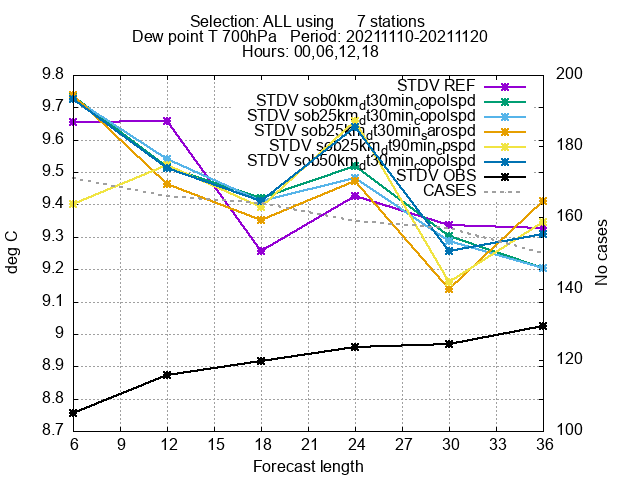 Selection: ALL using 7 stations
Dew point T 700hPa Period: 20211110-20211120
Hours: 00,06,12,18
9.8
9.7
9.6
9.5
9.4
9.3
9.2
9.1
9
8.9
8.8
8.7
deg C
200
180
160
140
120
100
No cases
STDV REF
STDV sob0km_dt30min_copolspd
STDV sob25km_dt30min_copolspd
STDV sob25km_dt30min_sarospd
STDV sob25km_dt90min_cpspd
STDV sob50km_dt30min_copolspd
STDV OBS
CASES
6 9 12 15 18 21 24 27 30 33 36
Forecast length